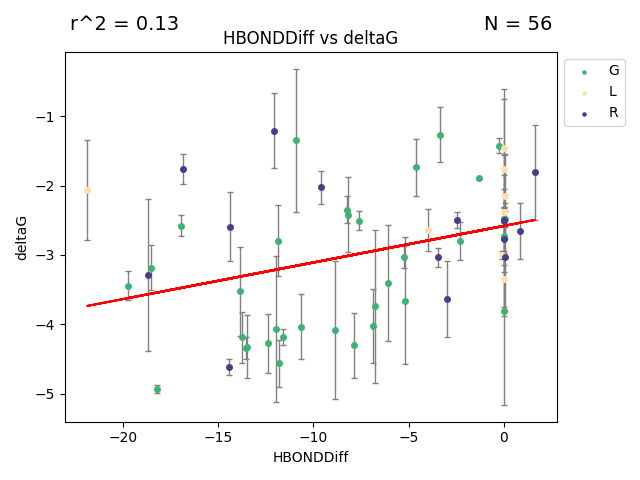 r^2 = 0.13
N = 56
HBONDDiff vs deltaG
G
L
R
−1
−2
−3
−4
−5
deltaG
−20 −15 −10 −5 0
HBONDDiff